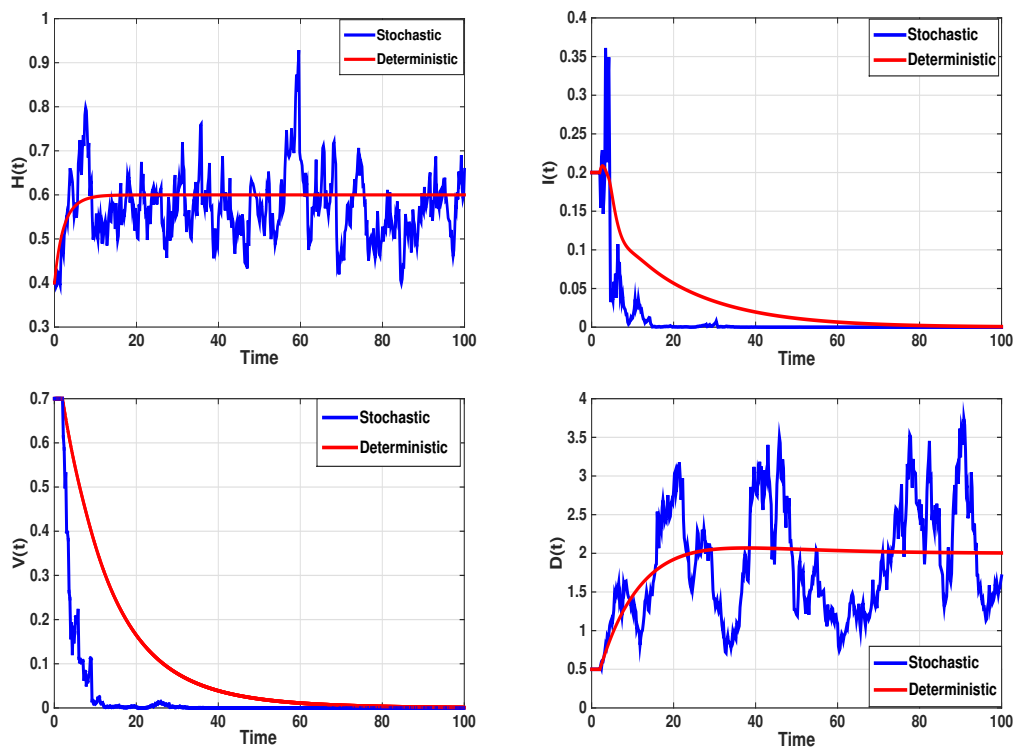 H(t)
1
0.9
0.8
0.7
0.6
0.5
0.4
0.3
0 20 40 60 80 100
Time
Stochastic
Deterministic
I(t)
0.4
0.35
0.3
0.25
0.2
0.15
0.1
0.05
0
0 20 40 60 80 100
Time
Stochastic
Deterministic
V(t)
0.7
0.6
0.5
0.4
0.3
0.2
0.1
0
0 20 40 60 80 100
Time
Stochastic
Deterministic
D(t)
4
3.5
3
2.5
2
1.5
1
0.5
0
0 20 40 60 80 100
Time
Stochastic
Deterministic